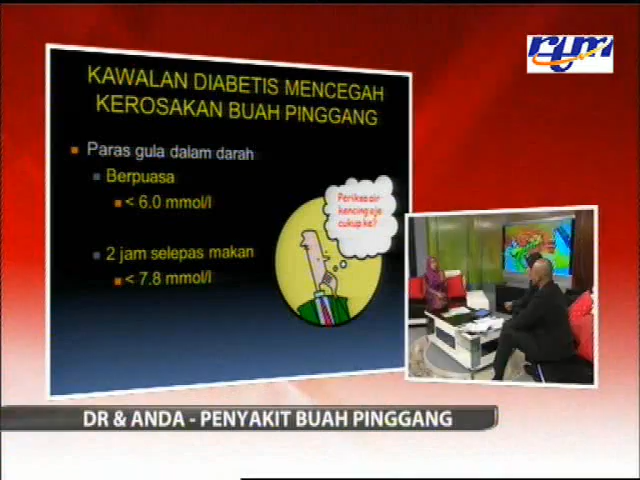 rtm
KAWALAN DIABETIS MENCEGAH
KEROSAKAN BUAH PINGGANG
Paras gula dalam darah
Berpuasa
< 6.0 mmol/l
Periksa air
kencing aje
cukup ke?
2 jam selepas makan
< 7.8 mmol/l
DR & ANDA - PENYAKIT BUAH PINGGANG